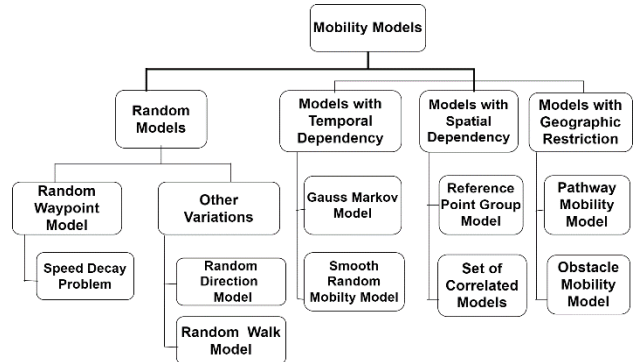 Mobility Models
Random
Models
Models with
Temporal
Dependency
Models with
Spatial
Dependency
Models with
Geographic
Restriction
Random
Waypoint
Model
Other
Variations
Gauss Markov
Model
Reference
Point Group
Model
Pathway
Mobility
Model
Speed Decay
Problem
Random
Direction
Model
Smooth
Random
Mobilty Model
Set of
Correlated
Models
Obstacle
Mobility
Model
Random Walk
Model